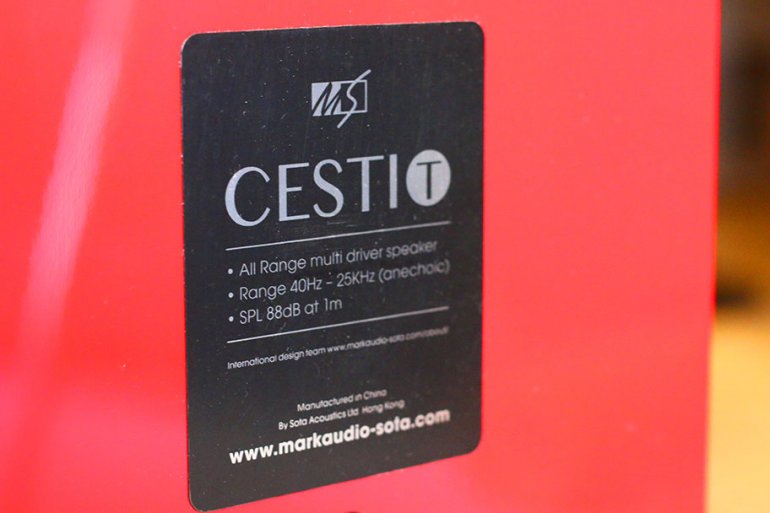 MS
CESTI T
• All Range multi driver speaker
• Range 40Hz – 25KHz (anechoic)
• SPL 88dB at 1m
International design team www.markaudio-sota.com/about/
Manufactured in China
By Sota Acoustics Ltd Hong Kong
www.markaudio-sota.com